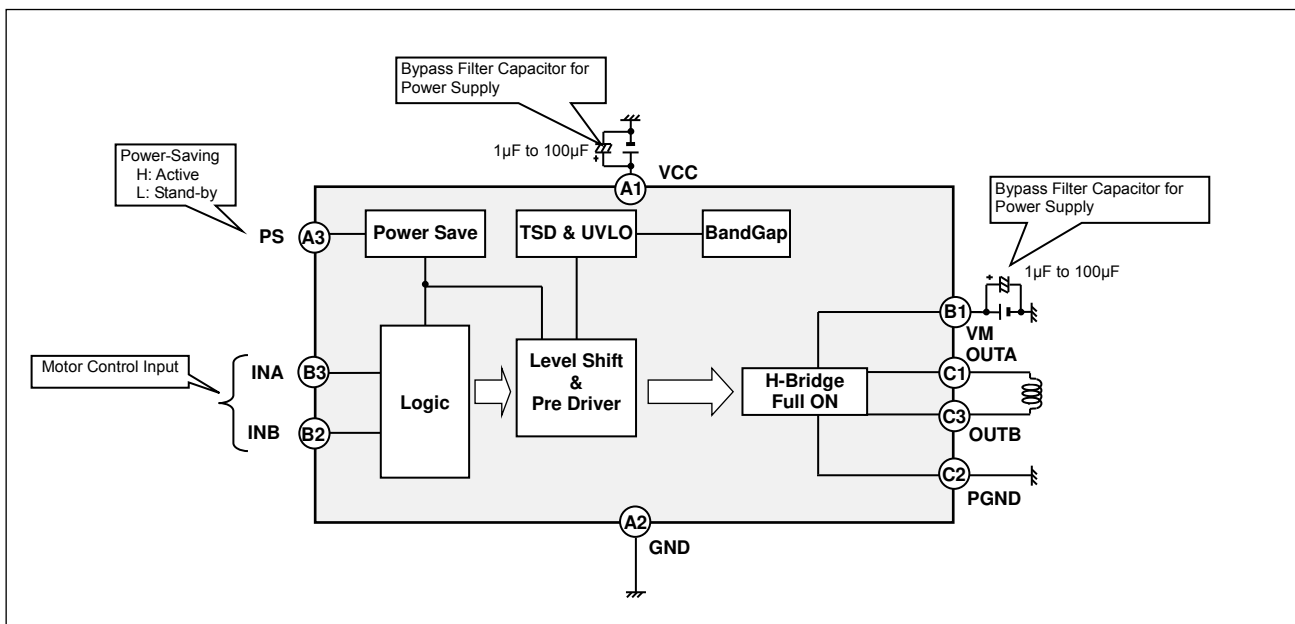 Bypass Filter Capacitor for
Power Supply
1µF to 100µF
+
VCC
A1
Power-Saving
H: Active
L: Stand-by
PS
A3
Power Save
TSD & UVLO
BandGap
Bypass Filter Capacitor for
Power Supply
+
1µF to 100µF
B1
VM
Motor Control Input
INA
B3
INB
B2
Logic
Level Shift
&
Pre Driver
H-Bridge
Full ON
OUTA
C1
C3
OUTB
C2
PGND
A2
GND